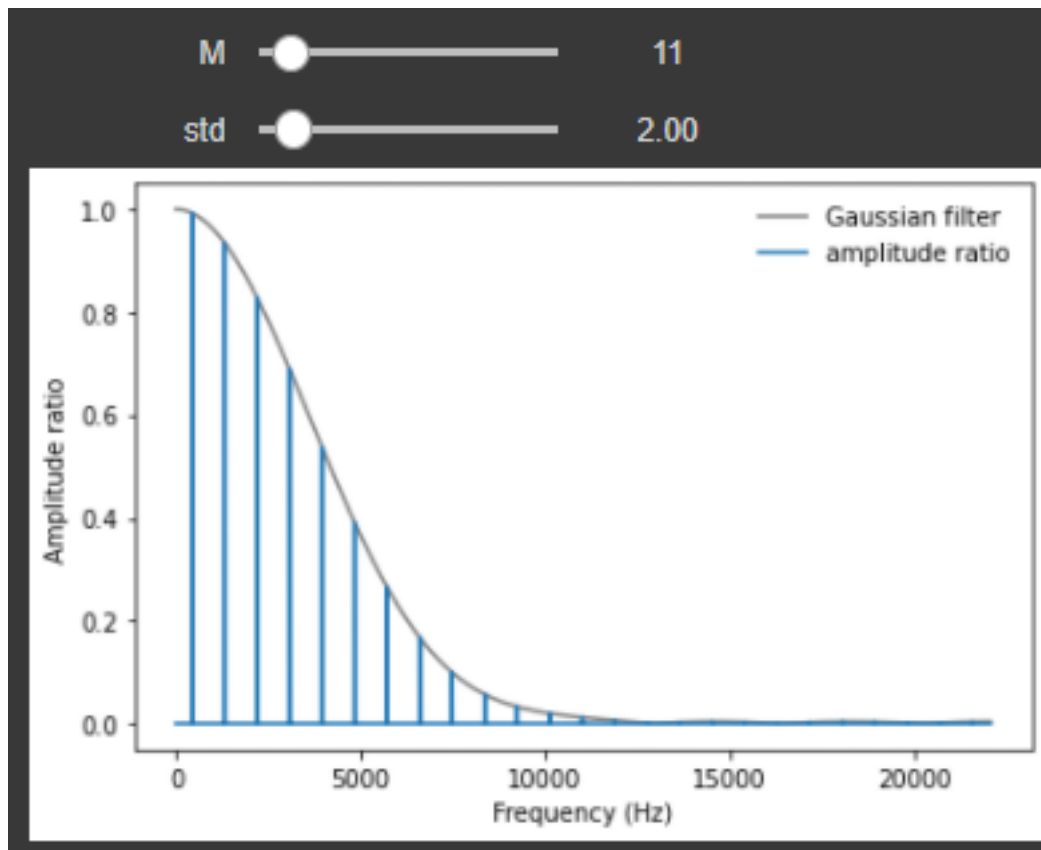 M 11
std 2.00
Gaussian filter
amplitude ratio
1.0
0.8
0.6
0.4
0.2
0.0
Amplitude ratio
0 5000 10000 15000 20000
Frequency (Hz)